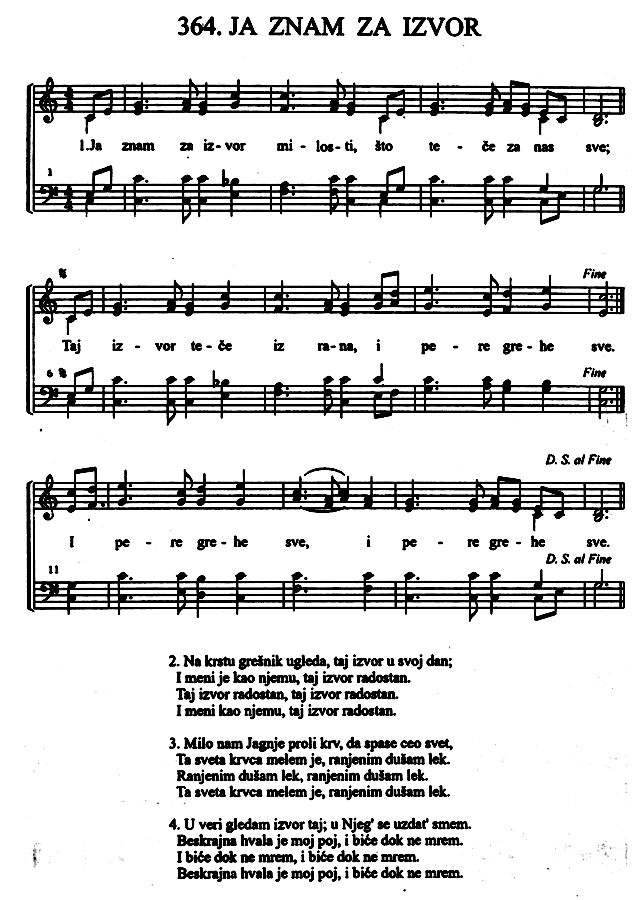 364. JA ZNAM ZA IZVOR
1.Ja znam za iz- vor mi - los- ti, što te - če za nas sve;
1
Fine
Taj iz - vor te - če iz ra- na, i pe - re gre- he sve.
6 Fine
D. S. al Fine
I pe - re gre- he sve, i pe - re gre- he sve.
D. S. al Fine
11
2. Na krstu grešnik ugleda, taj izvor u svoj dan;
I meni je kao njemu, taj izvor radostan.
Taj izvor radostan, taj izvor radostan.
I meni kao njemu, taj izvor radostan.
3. Milo nam Jagnje proli krv, da spase ceo svet,
Ta sveta krvca melem je, ranjenim dušam lek.
Ranjenim dušam lek, ranjenim dušam lek.
Ta sveta krvca melem je, ranjenim dušam lek.
4. U veri gledam izvor taj; u Njeg' se uzdat' smem.
Beskrajna hvala je moj poj, i biće dok ne mrem.
I biće dok ne mrem, i biće dok ne mrem.
Beskrajna hvala je moj poj, i biće dok ne mrem.